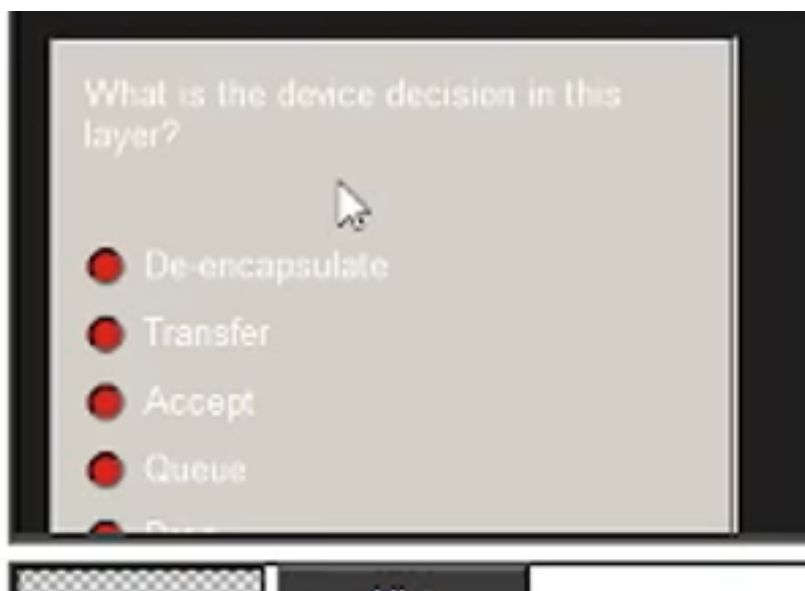 What is the device decision in this
layer?
De-encapsulate
Transfer
Accept
Queue